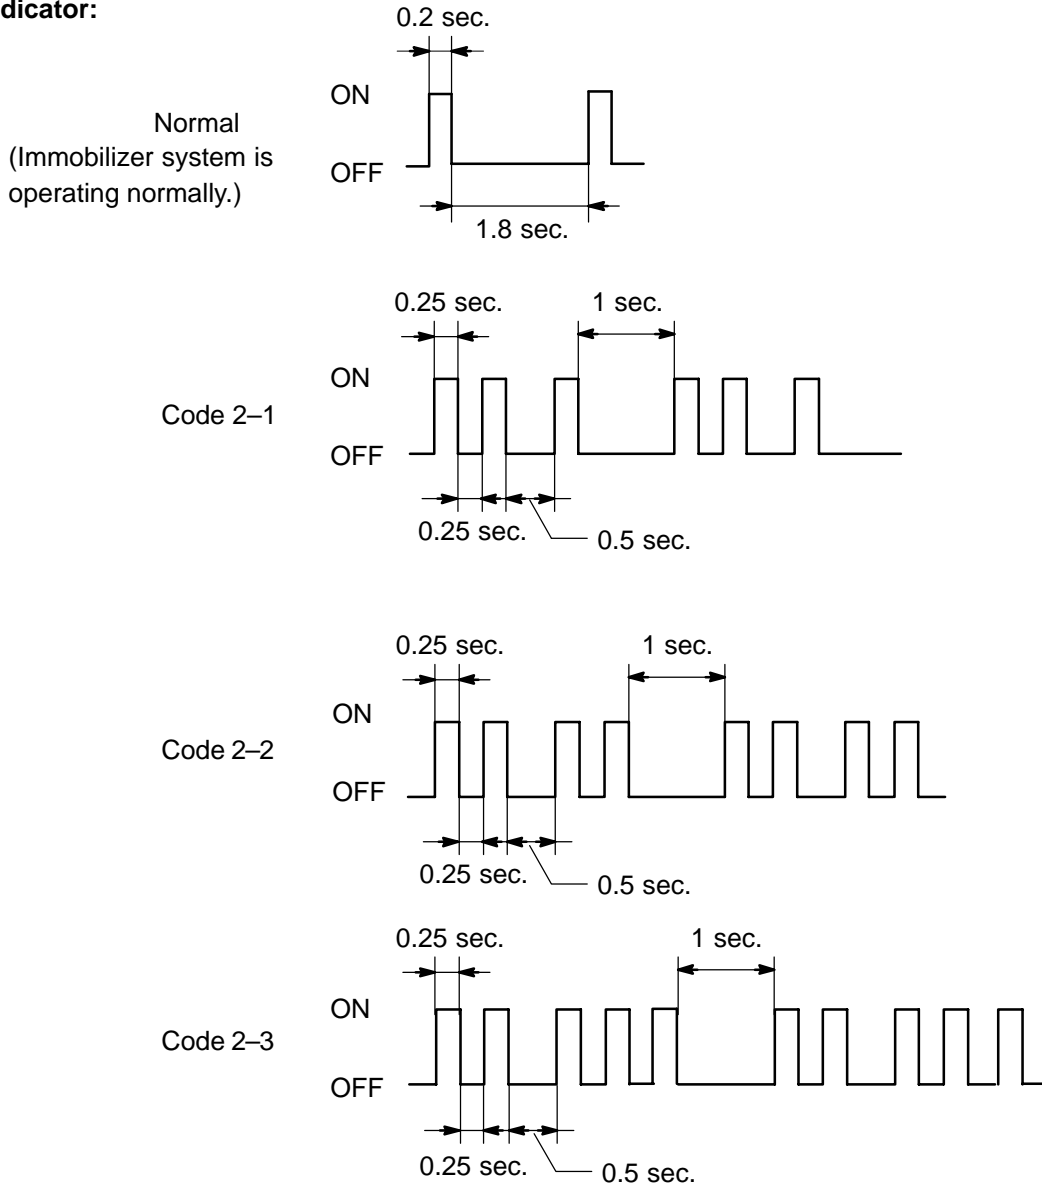 dicator:
0.2 sec.
ON
Normal
(Immobilizer system is
operating normally.)
OFF
1.8 sec.
0.25 sec. 1 sec.
ON
Code 2–1
OFF
0.25 sec. 0.5 sec.
0.25 sec. 1 sec.
ON
Code 2–2
OFF
0.25 sec. 0.5 sec.
0.25 sec. 1 sec.
ON
Code 2–3
OFF
0.25 sec. 0.5 sec.